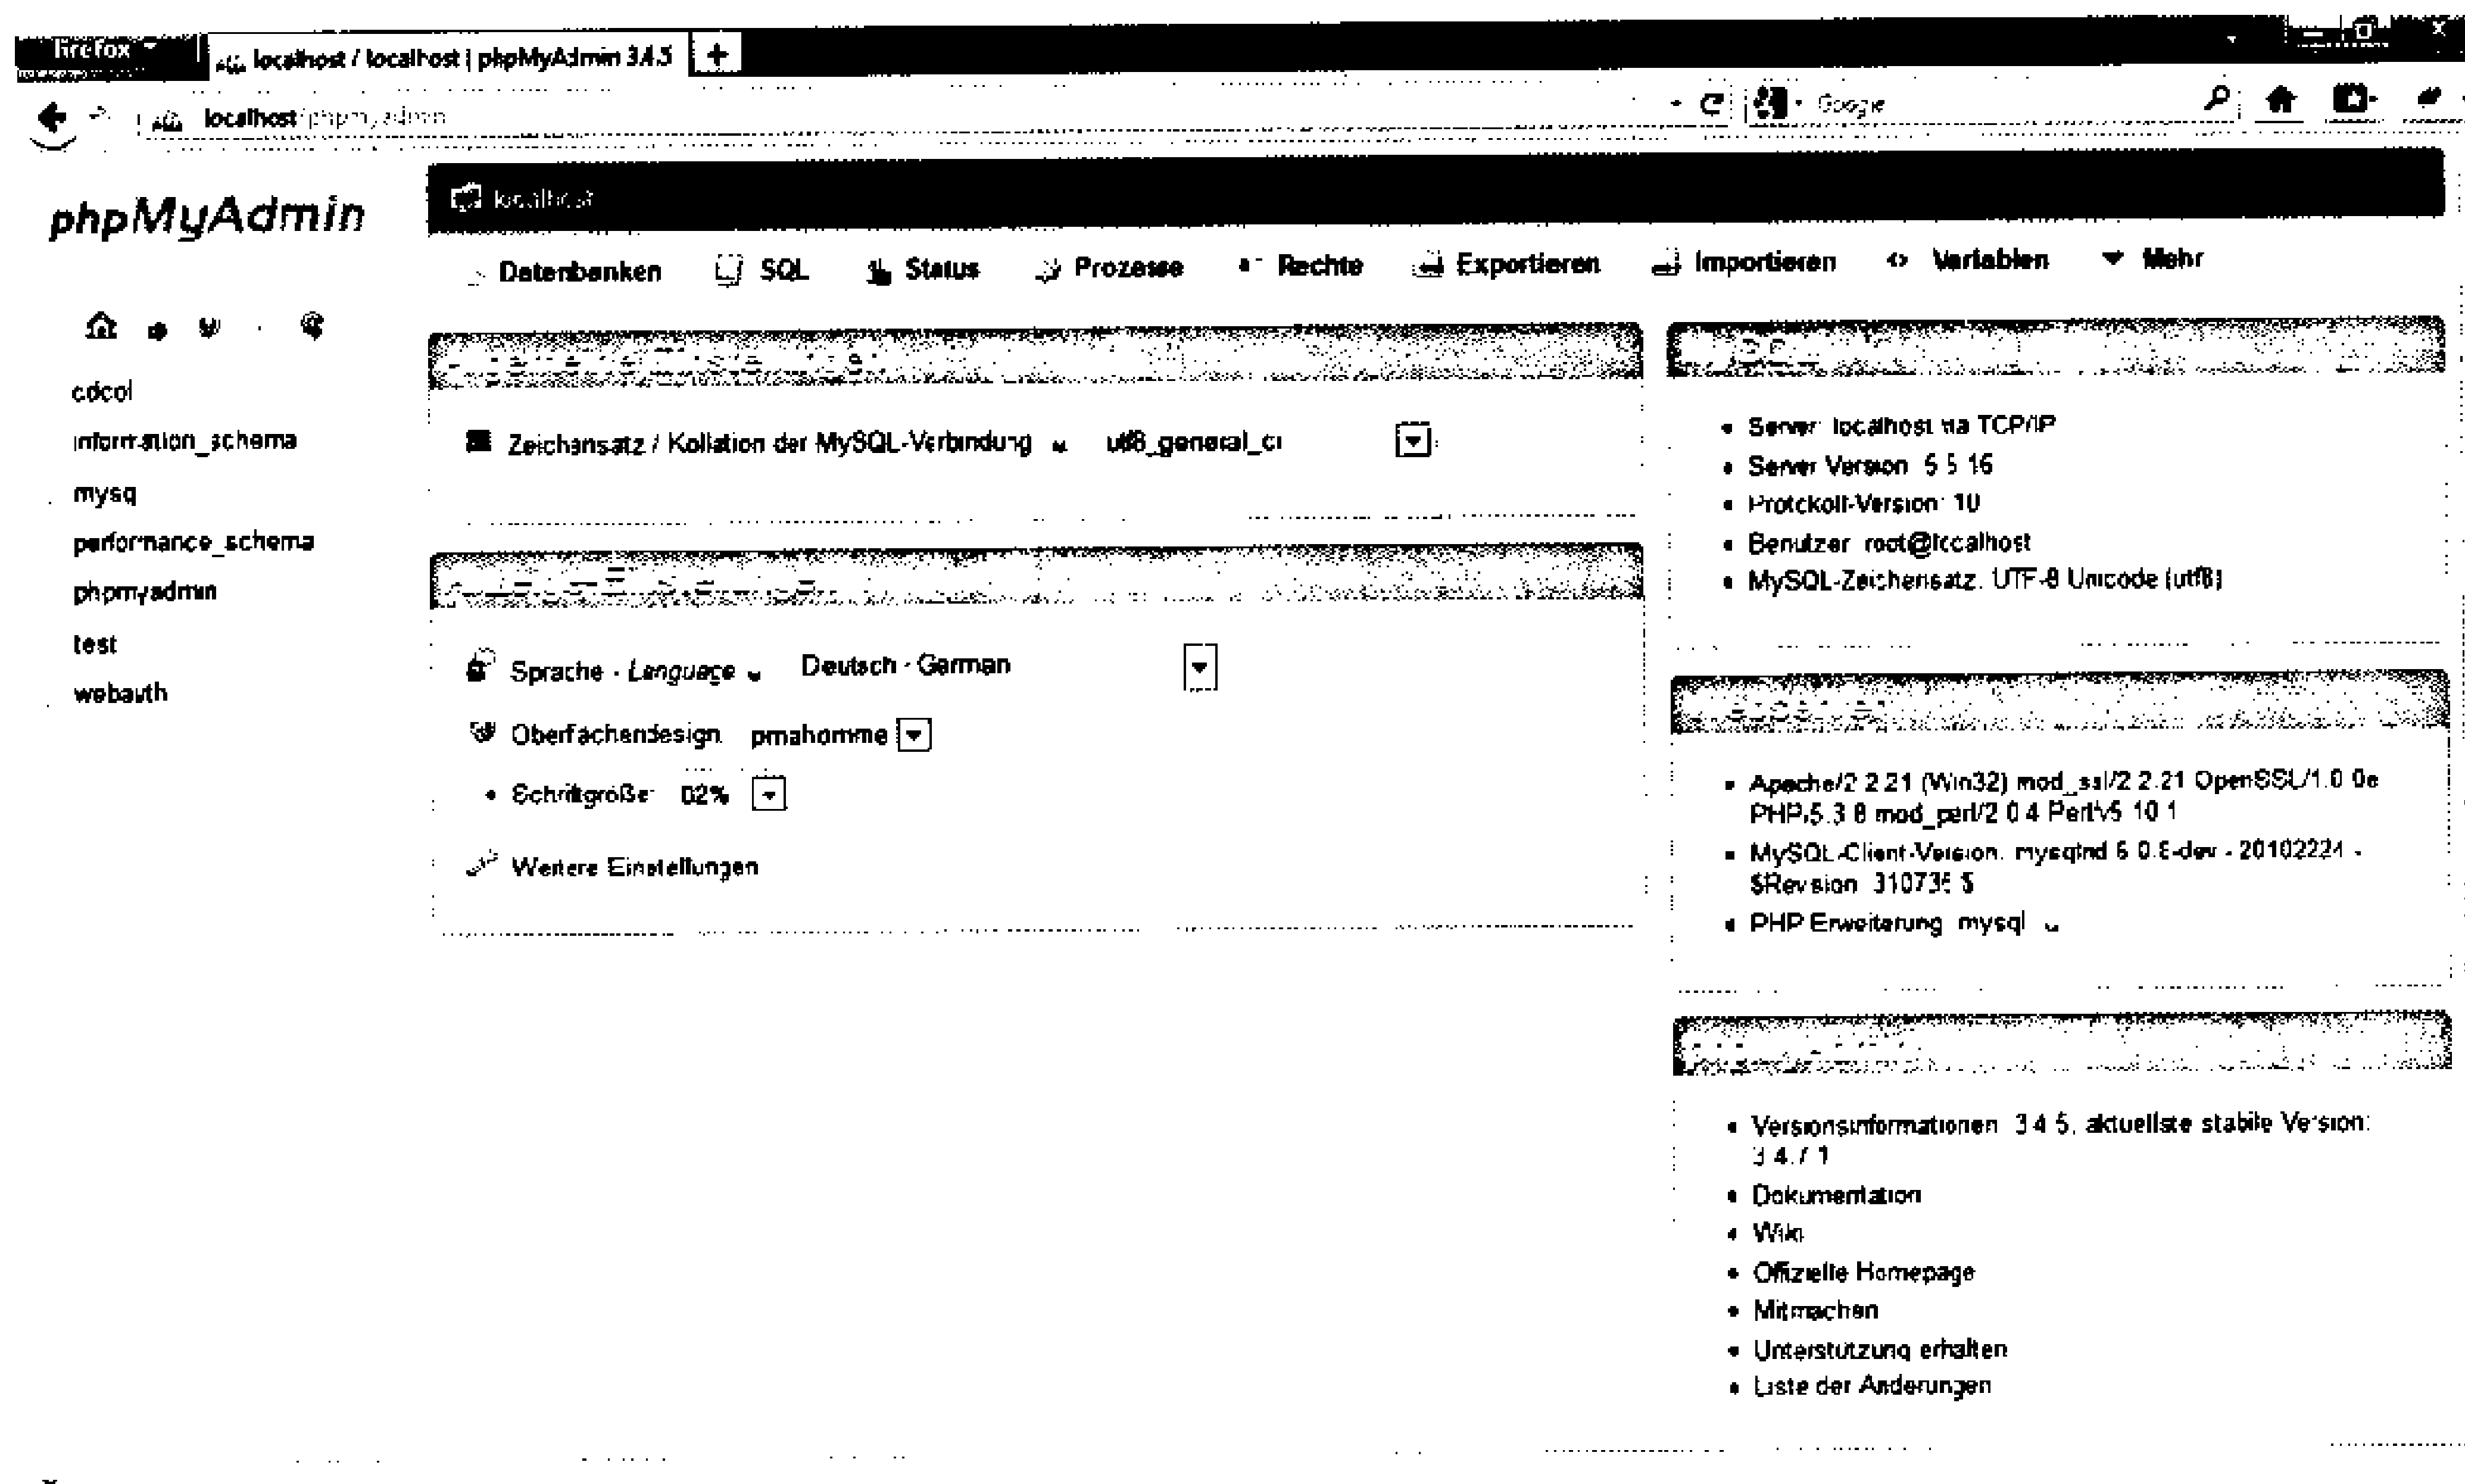 Firefox
localhost / localhost | phpMyAdmin 3.4.5
localhost/phpmyadmin
Google
phpMyAdmin
localhost
Datenbanken
SQL
Status
Prozesse
Rechte
Exportieren
Importieren
Variablen
Mehr
cdcol
information_schema
mysq
performance_schema
phpmyadmin
test
webauth
Zeichensatz / Kollation der MySQL-Verbindung
utf8_general_ci
Sprache - Language
Deutsch - German
Oberfächendesign
pmahomme
Schriftgröße: 82%
Weitere Einstellungen
Server: localhost via TCP/IP
Server Version: 5.5.16
Protokoll-Version: 10
Benutzer: root@localhost
MySQL-Zeichensatz: UTF-8 Unicode (utf8)
Apache/2.2.21 (Win32) mod_ssl/2.2.21 OpenSSL/1.0.0e
PHP/5.3.8 mod_perl/2.0.4 Perl/v5.10.1
MySQL-Client-Version: mysqlnd 5.0.8-dev - 20102224 -
$Revision: 310735 $
PHP Erweiterung: mysql
Versionsinformationen: 3.4.5, aktuellste stabile Version:
3.4.7.1
Dokumentation
Wiki
Offizielle Homepage
Mitmachen
Unterstützung erhalten
Liste der Änderungen